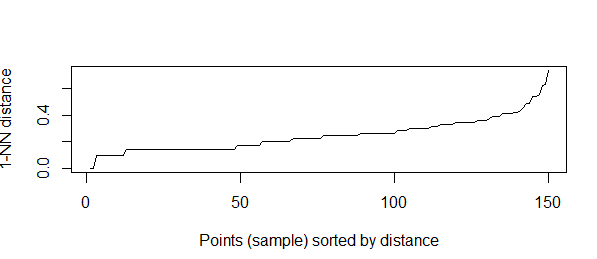 1-NN distance
0.4
0.0
0 50 100 150
Points (sample) sorted by distance